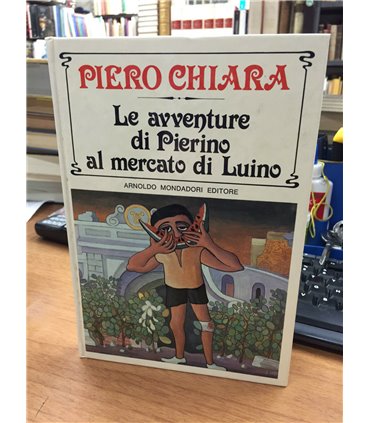 PIERO CHIARA
Le avventure
di Pierino
al mercato di Luino
ARNOLDO MONDADORI EDITORE